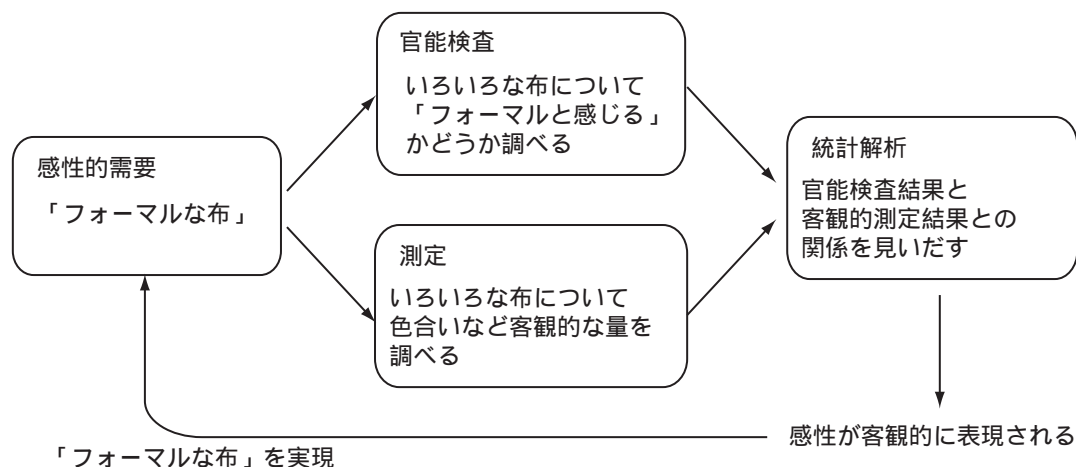 感性的需要
「フォーマルな布」
官能検査
いろいろな布について
「フォーマルと感じる」
かどうか調べる
測定
いろいろな布について
色合いなど客観的な量を
調べる
統計解析
官能検査結果と
客観的測定結果との
関係を見いだす
感性が客観的に表現される
「フォーマルな布」を実現